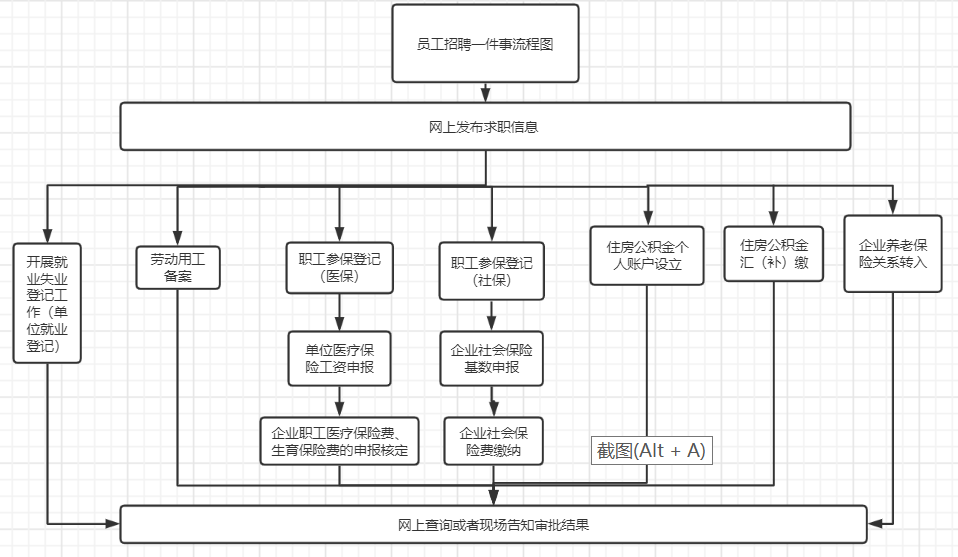 员工招聘一件事流程图
网上发布求职信息
开展就
业失业
登记工
作（单
位就业
登记）
劳动用工
备案
职工参保登记
（医保）
单位医疗保
险工资申报
企业职工医疗保险费、
生育保险费的申报核定
职工参保登记
（社保）
企业社会保险
基数申报
企业社会保
险费缴纳
住房公积金个
人账户设立
住房公积金
汇（补）缴
企业养老保
险关系转入
截图(Alt + A)
网上查询或者现场告知审批结果